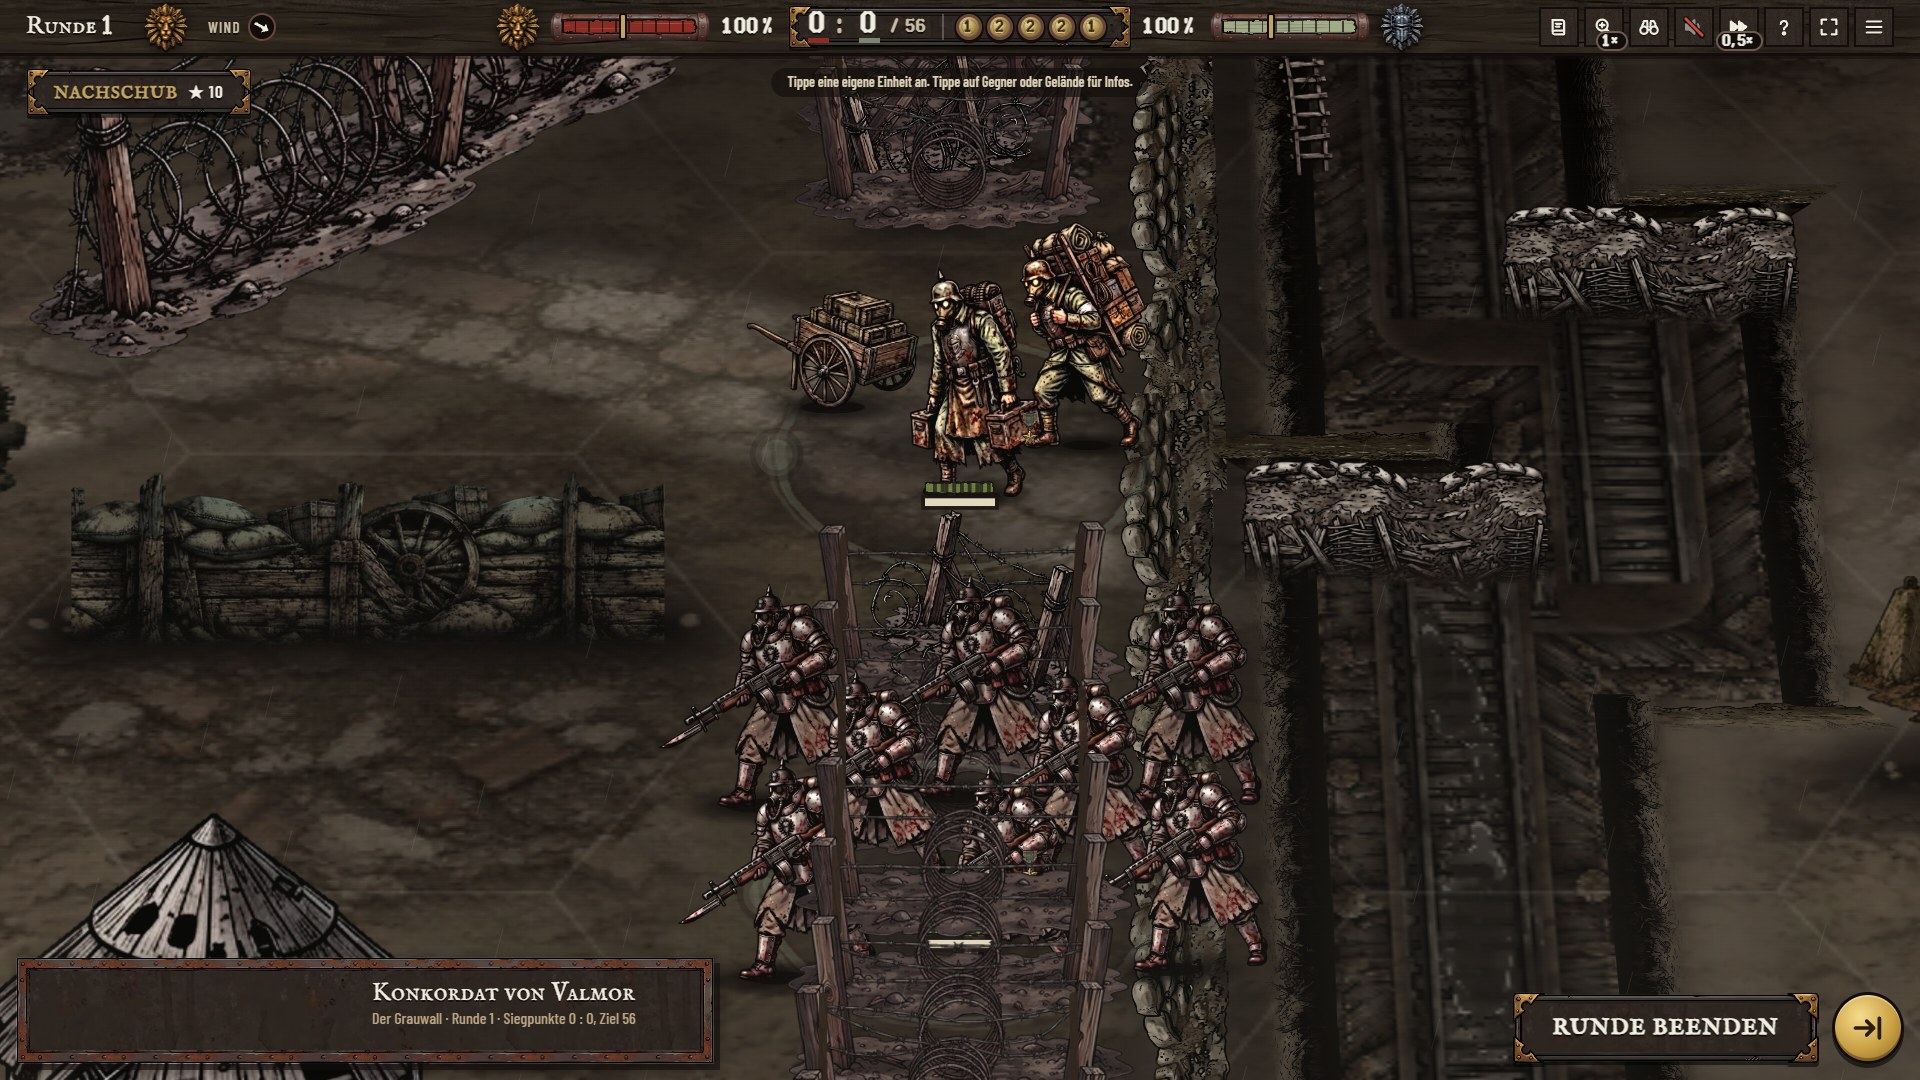 Runde 1
WIND
100 %
0 : 0 / 56
1 2 2 2 1
100 %
1×
0,5×
?
NACHSCHUB ★ 10
Tippe eine eigene Einheit an. Tippe auf Gegner oder Gelände für Infos.
Konkordat von Valmor
Der Grauwall · Runde 1 · Siegpunkte 0 : 0, Ziel 56
RUNDE BEENDEN